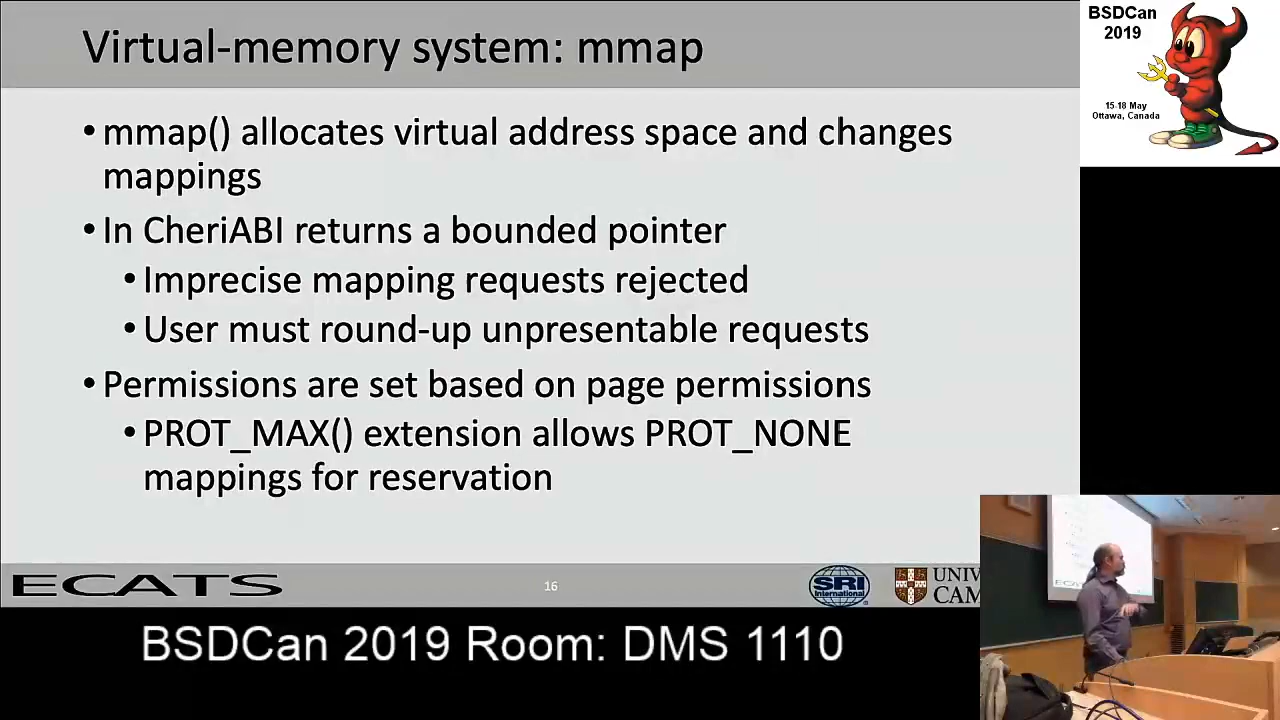 Virtual-memory system: mmap
BSDCan
2019
15-18 May
Ottawa, Canada
• mmap() allocates virtual address space and changes
mappings
• In CheriABI returns a bounded pointer
• Imprecise mapping requests rejected
• User must round-up unpresentable requests
• Permissions are set based on page permissions
• PROT_MAX() extension allows PROT_NONE
mappings for reservation
ECATS
16
SRI
International
UNIV
CAM
ECATS
BSDCan 2019 Room: DMS 1110